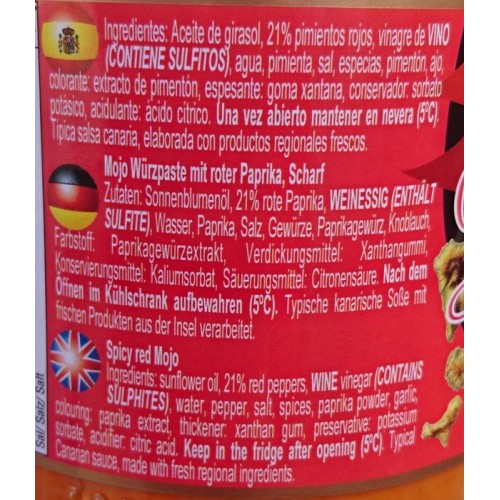 Ingredientes: Aceite de girasol, 21% pimientos rojos, vinagre de VINO
(CONTIENE SULFITOS), agua, pimienta, sal, especias, pimentón, ajo,
colorante: extracto de pimentón, espesante: goma xantana, conservador: sorbato
potásico, acidulante: ácido cítrico. Una vez abierto mantener en nevera (5ºC).
Típica salsa canaria, elaborada con productos regionales frescos.
Mojo Würzpaste mit roter Paprika, Scharf
Zutaten: Sonnenblumenöl, 21% rote Paprika, WEINESSIG (ENTHÄLT
SULFITE), Wasser, Paprika, Salz, Gewürze, Paprikagewürz, Knoblauch,
Farbstoff: Paprikagewürzextrakt, Verdickungsmittel: Xanthangummi,
Konservierungsmittel: Kaliumsorbat, Säuerungsmittel: Citronensäure. Nach dem
Öffnen im Kühlschrank aufbewahren (5ºC). Typische kanarische Soße mit
frischen Produkten aus der Insel verarbeitet.
Spicy red Mojo
Ingredients: sunflower oil, 21% red peppers, WINE vinegar (CONTAINS
SULPHITES), water, pepper, salt, spices, paprika powder, garlic,
colouring: paprika extract, thickener: xanthan gum, preservative: potassium
sorbate, acidifier: citric acid. Keep in the fridge after opening (5ºC). Typical
Canarian sauce, made with fresh regional ingredients.
Sal/ Salz/ Salt